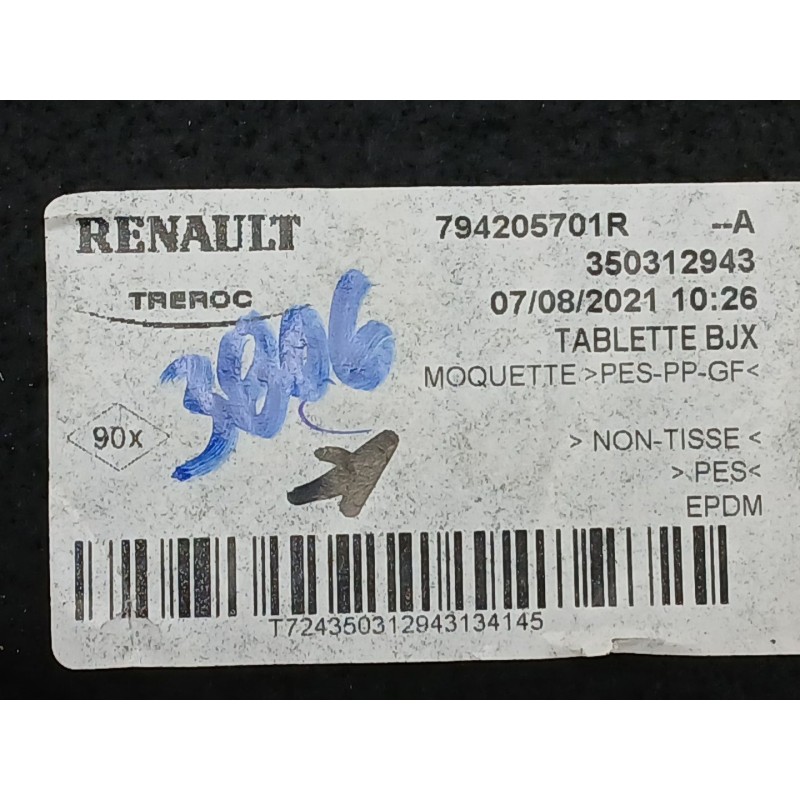 RENAULT 794205701R --A
350312943
TREROC 07/08/2021 10:26
TABLETTE BJX
MOQUETTE >PES-PP-GF<
90x > NON-TISSE <
>PES<
EPDM
T724350312943134145